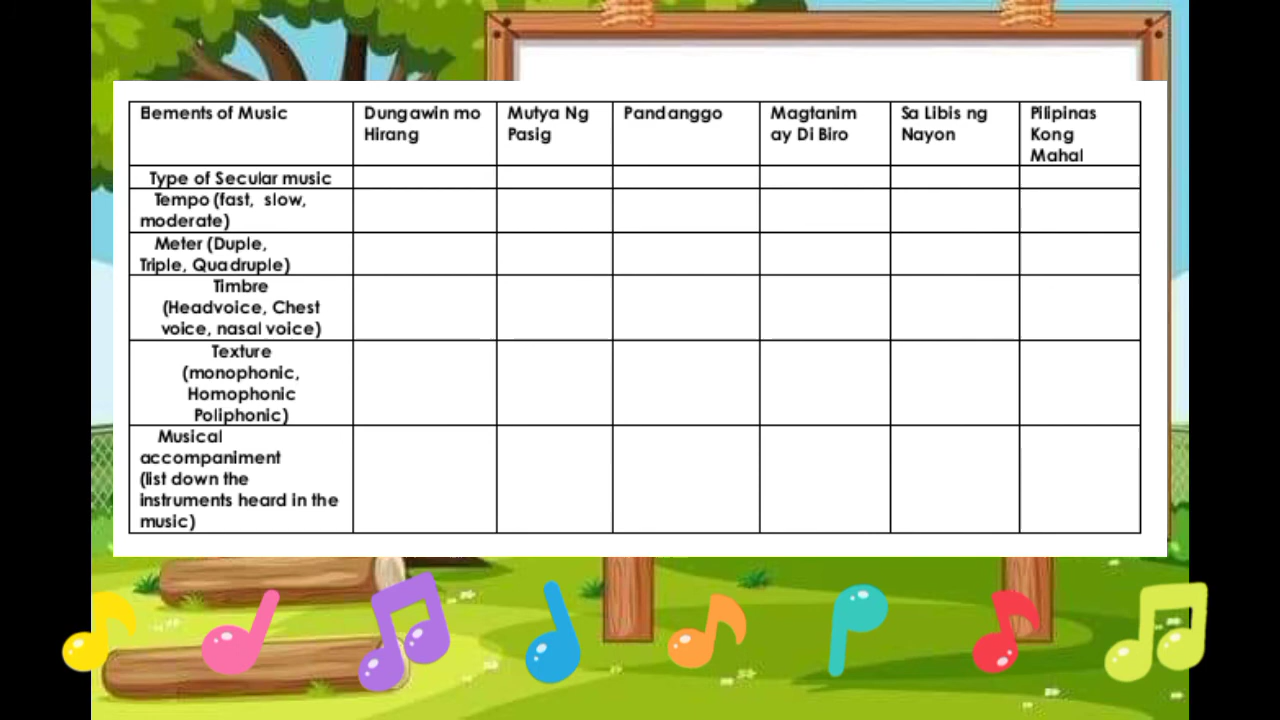 Elements of Music
Dungawin mo
Hirang
Mutya Ng
Pasig
Pandanggo
Magtanim
ay Di Biro
Sa Libis ng
Nayon
Pilipinas
Kong
Mahal
Type of Secular music
Tempo (fast, slow,
moderate)
Meter (Duple,
Triple, Quadruple)
Timbre
(Headvoice, Chest
voice, nasal voice)
Texture
(monophonic,
Homophonic
Poliphonic)
Musical
accompaniment
(list down the
instruments heard in the
music)